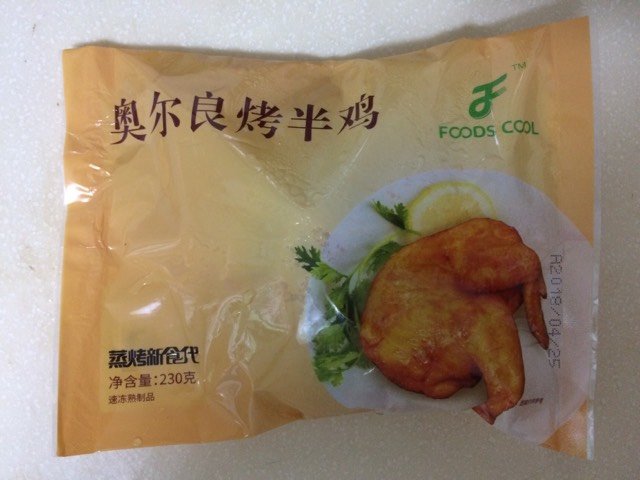 奥尔良烤半鸡
TM
FOODS COOL
A2018/04/25
蒸烤新食代
净含量:230克
速冻熟制品